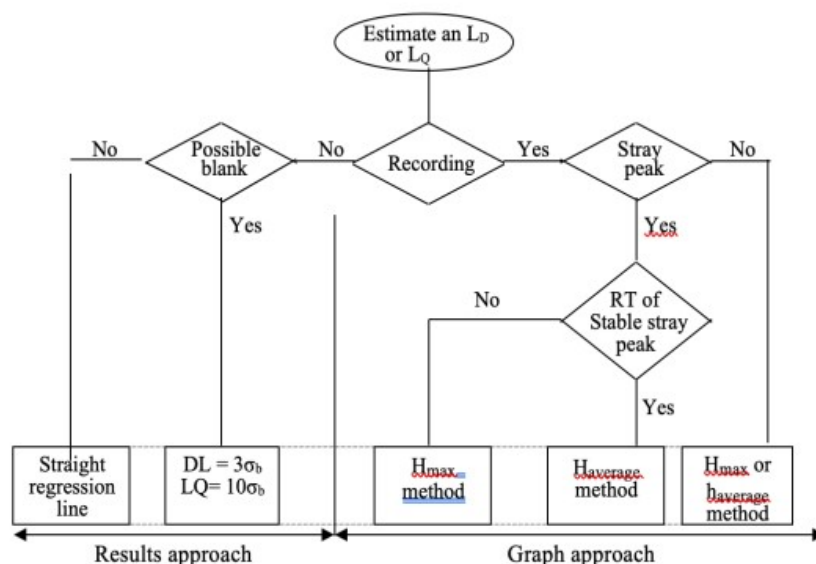 Estimate an LD
or LQ
No
Possible
blank
No
Recording
Yes
Stray
peak
No
Yes
Yes
No
RT of
Stable stray
peak
Yes
Straight
regression
line
DL = 3σb
LQ= 10σb
Hmax
method
Haverage
method
Hmax or
haverage
method
Results approach
Graph approach